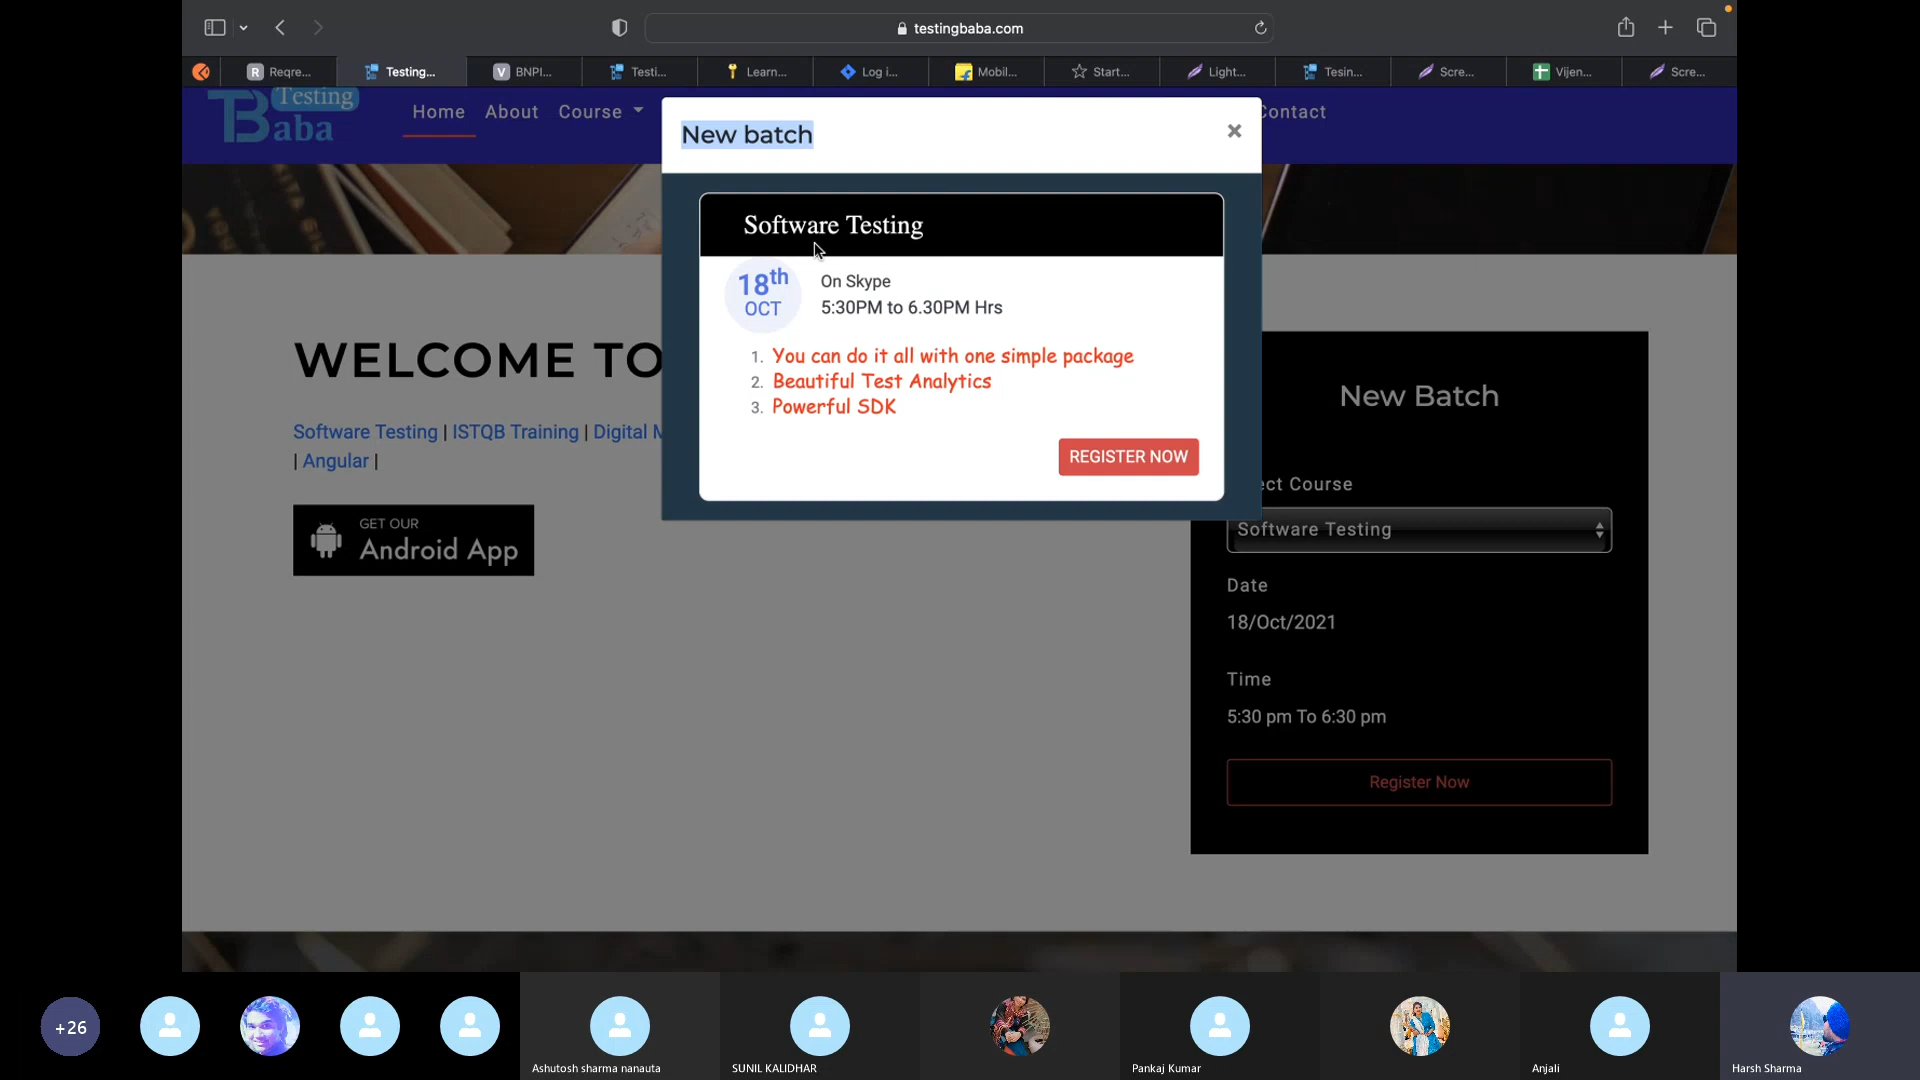 testingbaba.com
Reqre...
Testing...
BNPl...
Testi...
Learn...
Log i...
Mobil...
Start...
Light...
Tesin...
Scre...
Vijen...
Scre...
Testing
Baba
Home
About
Course
Contact
New batch
Software Testing
18th
OCT
On Skype
5:30PM to 6.30PM Hrs
1. You can do it all with one simple package
2. Beautiful Test Analytics
3. Powerful SDK
REGISTER NOW
WELCOME TO
Software Testing | ISTQB Training | Digital M
| Angular |
GET OUR
Android App
New Batch
ect Course
Software Testing
Date
18/Oct/2021
Time
5:30 pm To 6:30 pm
Register Now
+26
Ashutosh sharma nanauta
SUNIL KALIDHAR
Pankaj Kumar
Anjali
Harsh Sharma